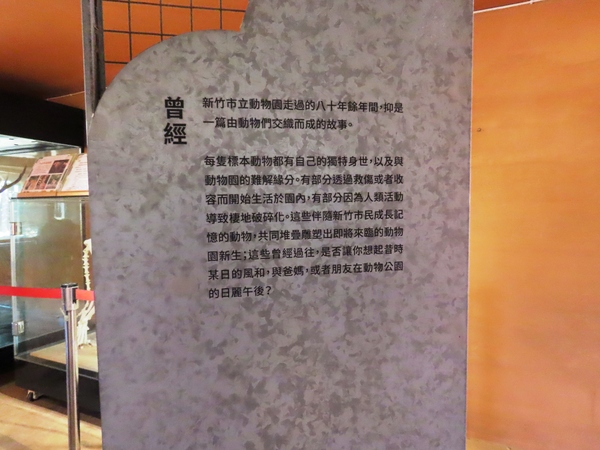 曾經
新竹市立動物園走過的八十年餘年間，抑是
一篇由動物們交織而成的故事。
每隻標本動物都有自己的獨特身世，以及與
動物園的難解緣分。有部分透過救傷或者收
容而開始生活於園內，有部分因為人類活動
導致棲地破碎化。這些伴隨新竹市民成長記
憶的動物，共同堆疊雕塑出即將來臨的動物
園新生；這些曾經過往，是否讓你想起昔時
某日的風和，與爸媽，或者朋友在動物公園
的日麗午後？